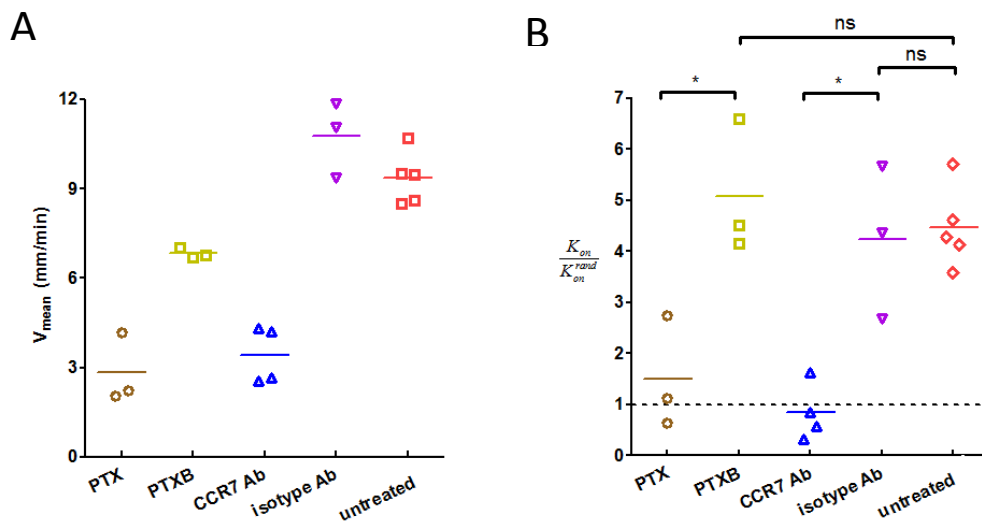 A
V_mean (mm/min)
12
9
6
3
0
PTX
PTXB
CCR7 Ab
isotype Ab
untreated
B
ns
ns
*
*
K_on
K_on^rand
7
6
5
4
3
2
1
0
PTX
PTXB
CCR7 Ab
isotype Ab
untreated